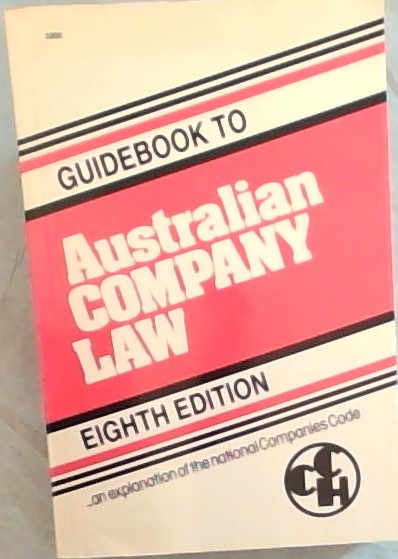 GUIDEBOOK TO
Australian
COMPANY
LAW
EIGHTH EDITION
...an explanation of the national Companies Code
CCH